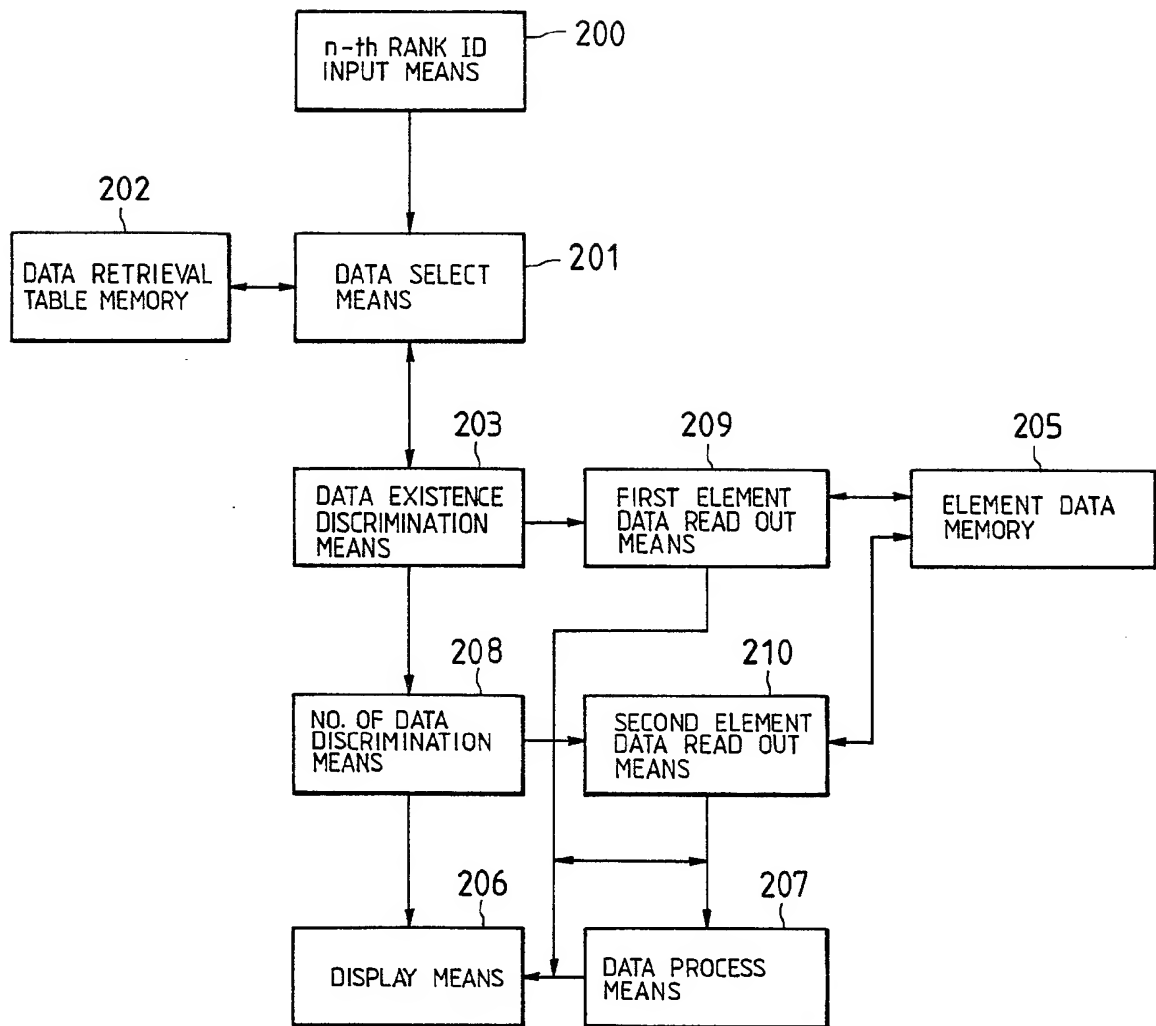 200
n-th RANK ID
INPUT MEANS
202
201
DATA RETRIEVAL
TABLE MEMORY
DATA SELECT
MEANS
203
209
205
DATA EXISTENCE
DISCRIMINATION
MEANS
FIRST ELEMENT
DATA READ OUT
MEANS
ELEMENT DATA
MEMORY
208
210
NO. OF DATA
DISCRIMINATION
MEANS
SECOND ELEMENT
DATA READ OUT
MEANS
206
207
DISPLAY MEANS
DATA PROCESS
MEANS